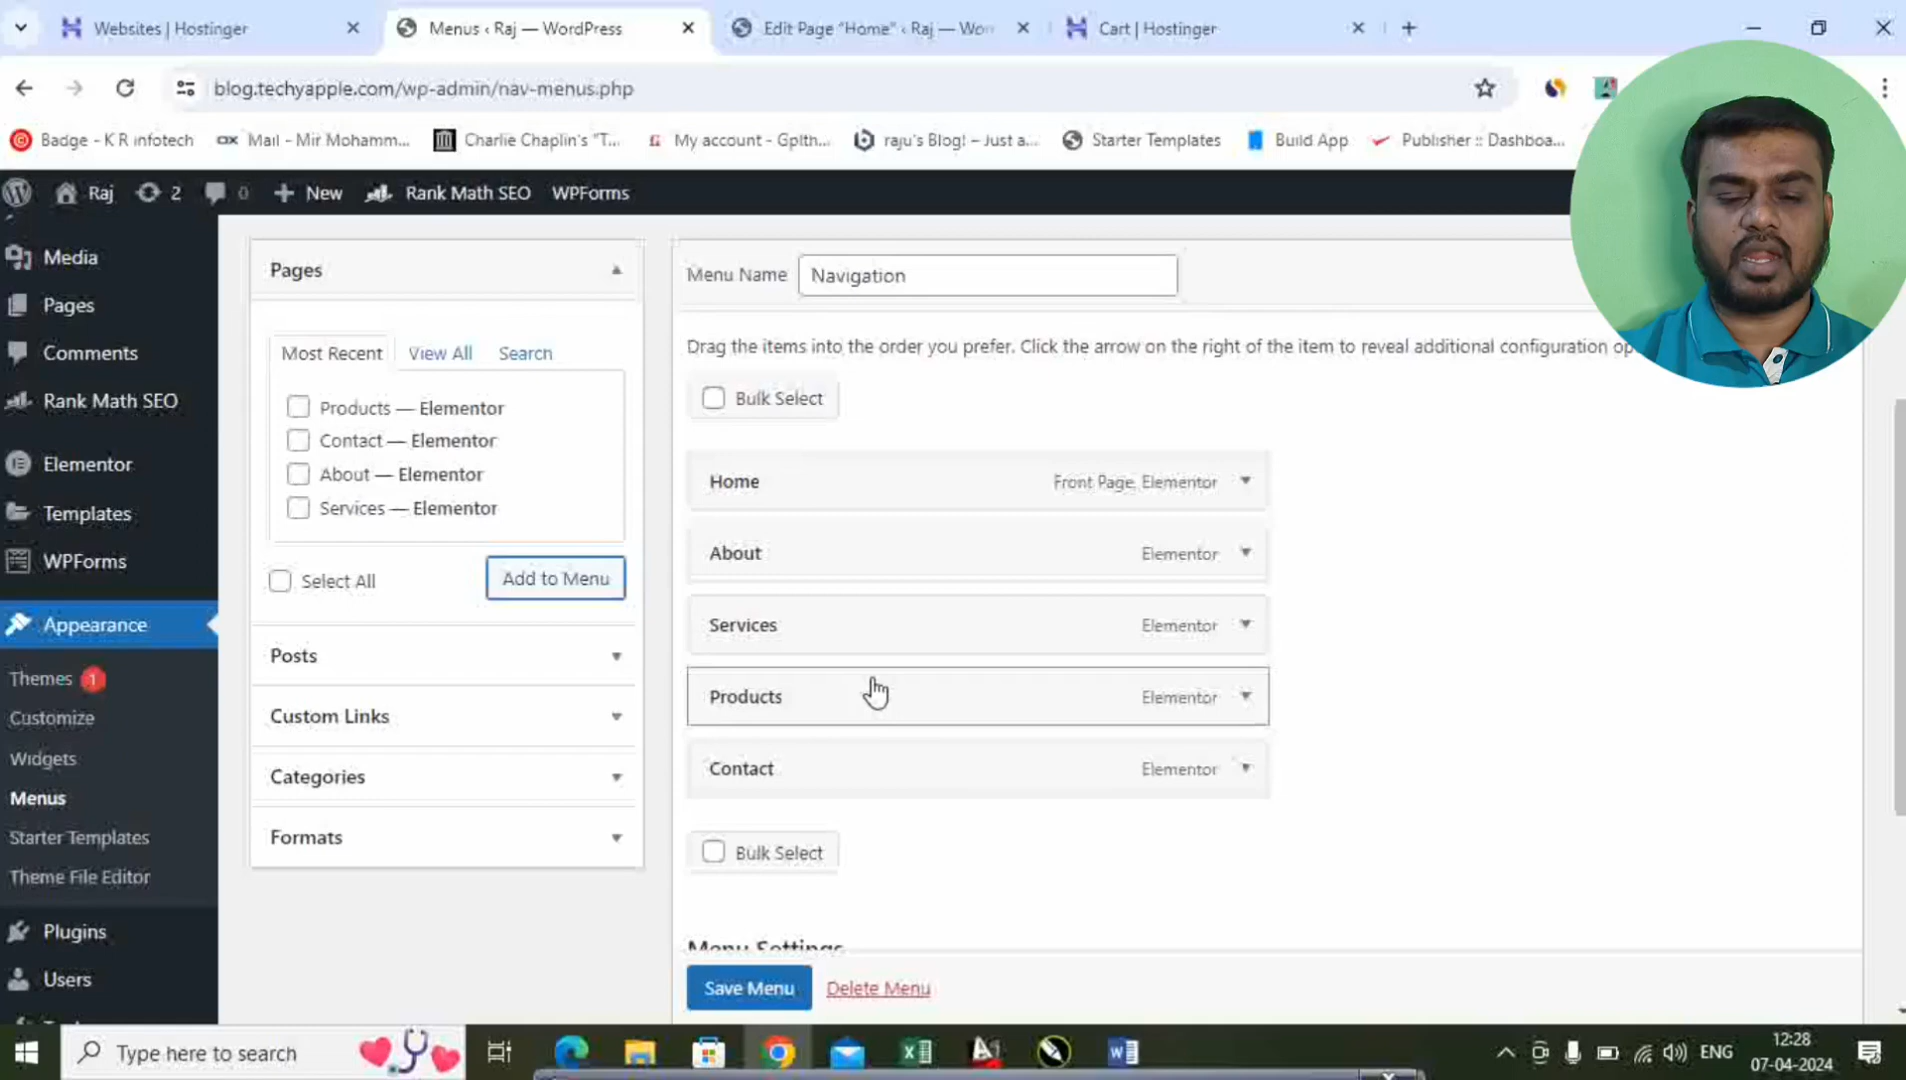 Websites | Hostinger
Menus ‹ Raj — WordPress
Edit Page "Home" ‹ Raj — Wor
Cart | Hostinger
blog.techyapple.com/wp-admin/nav-menus.php
Badge - K R infotech
Mail - Mir Mohamm...
Charlie Chaplin's "T...
My account - Gplth...
raju's Blog! – Just a...
Starter Templates
Build App
Publisher :: Dashboa...
Raj
2
0
New
Rank Math SEO
WPForms
Media
Pages
Comments
Rank Math SEO
Elementor
Templates
WPForms
Appearance
Themes 1
Customize
Widgets
Menus
Starter Templates
Theme File Editor
Plugins
Users
Pages
Most Recent
View All
Search
Products — Elementor
Contact — Elementor
About — Elementor
Services — Elementor
Select All
Add to Menu
Posts
Custom Links
Categories
Formats
Menu Name
Navigation
Drag the items into the order you prefer. Click the arrow on the right of the item to reveal additional configuration op
Bulk Select
Home
Front Page, Elementor
About
Elementor
Services
Elementor
Products
Elementor
Contact
Elementor
Bulk Select
Menu Settings
Save Menu
Delete Menu
Type here to search
ENG
12:28
07-04-2024